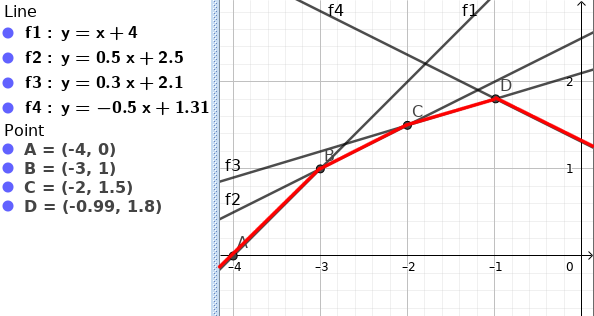 Line
f1 : y = x + 4
f2 : y = 0.5 x + 2.5
f3 : y = 0.3 x + 2.1
f4 : y = −0.5 x + 1.31
Point
A = (-4, 0)
B = (-3, 1)
C = (-2, 1.5)
D = (-0.99, 1.8)
f4
f1
2
D
C
B
1
f3
f2
A
−4
−3
−2
−1
0